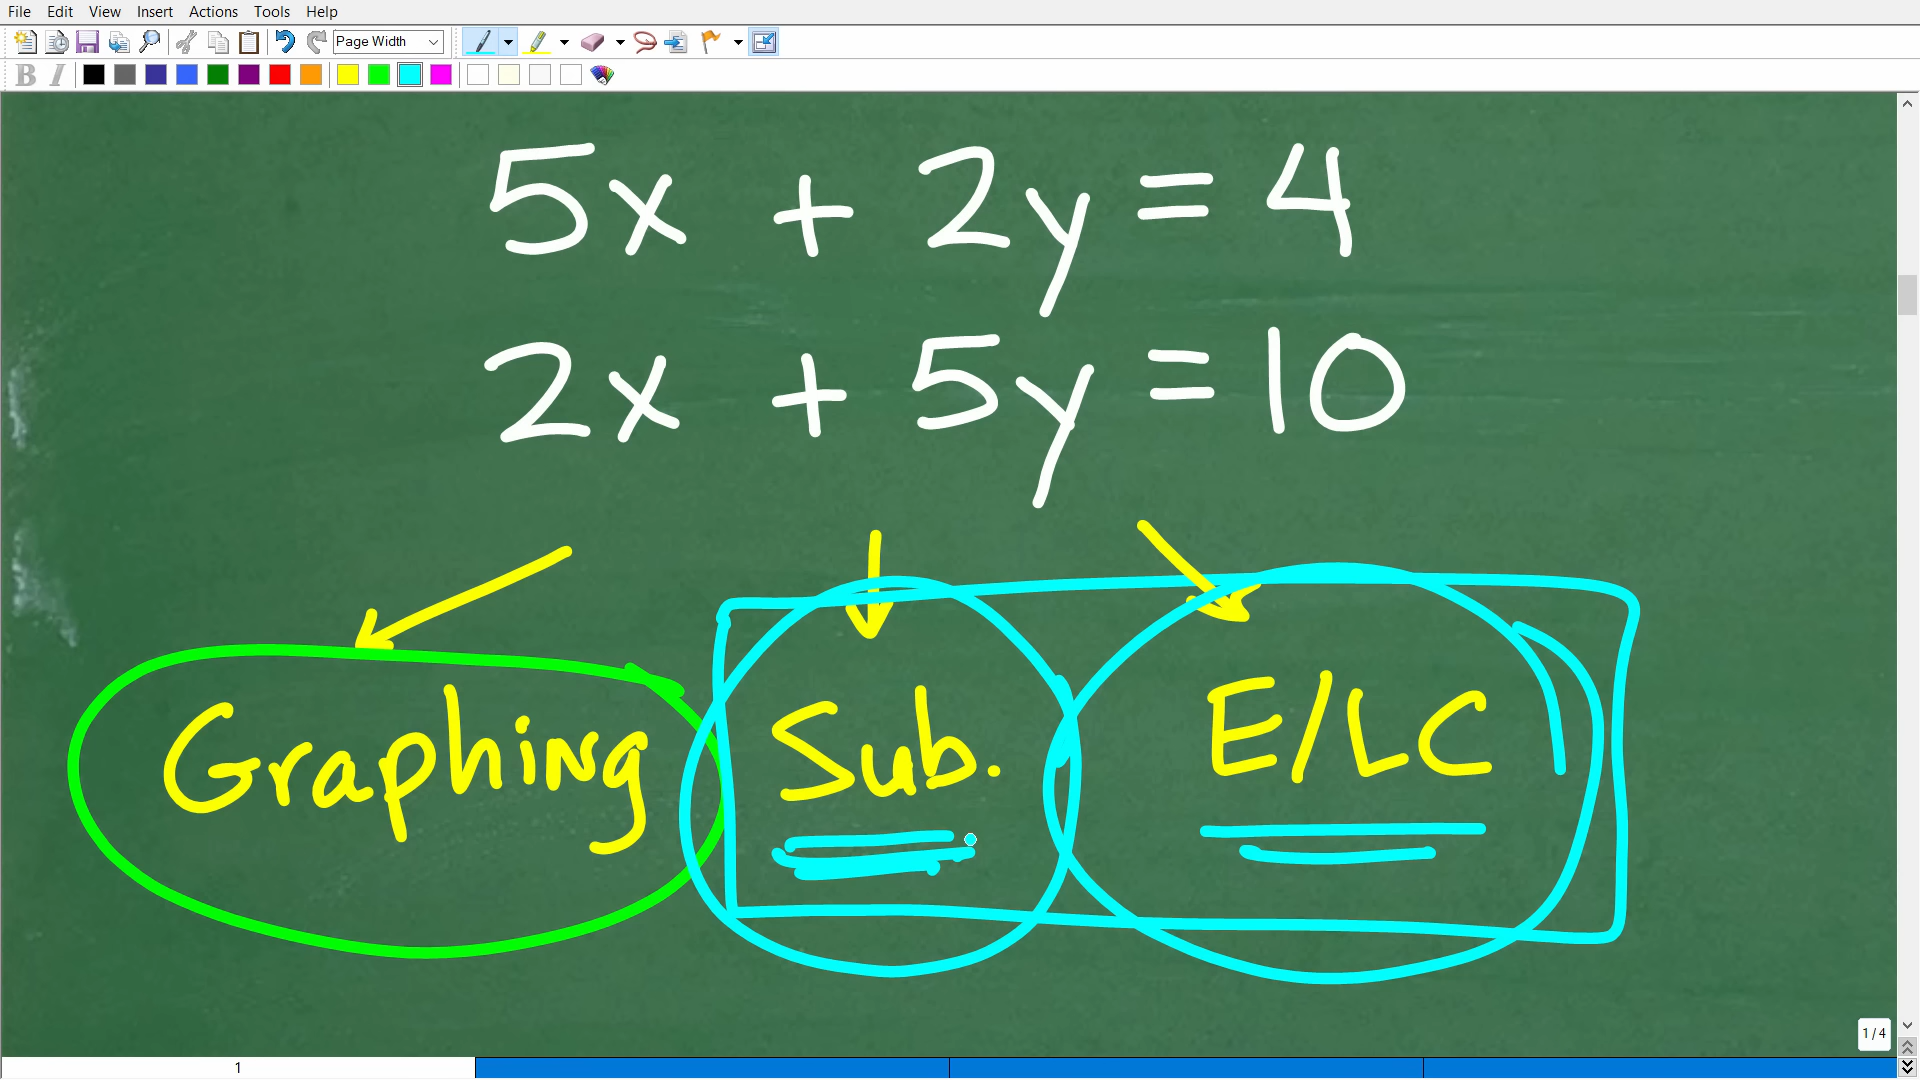 File Edit View Insert Actions Tools Help
Page Width
B I
5x + 2y = 4
2x + 5y = 10
Graphing Sub. E/LC
1 / 4
1